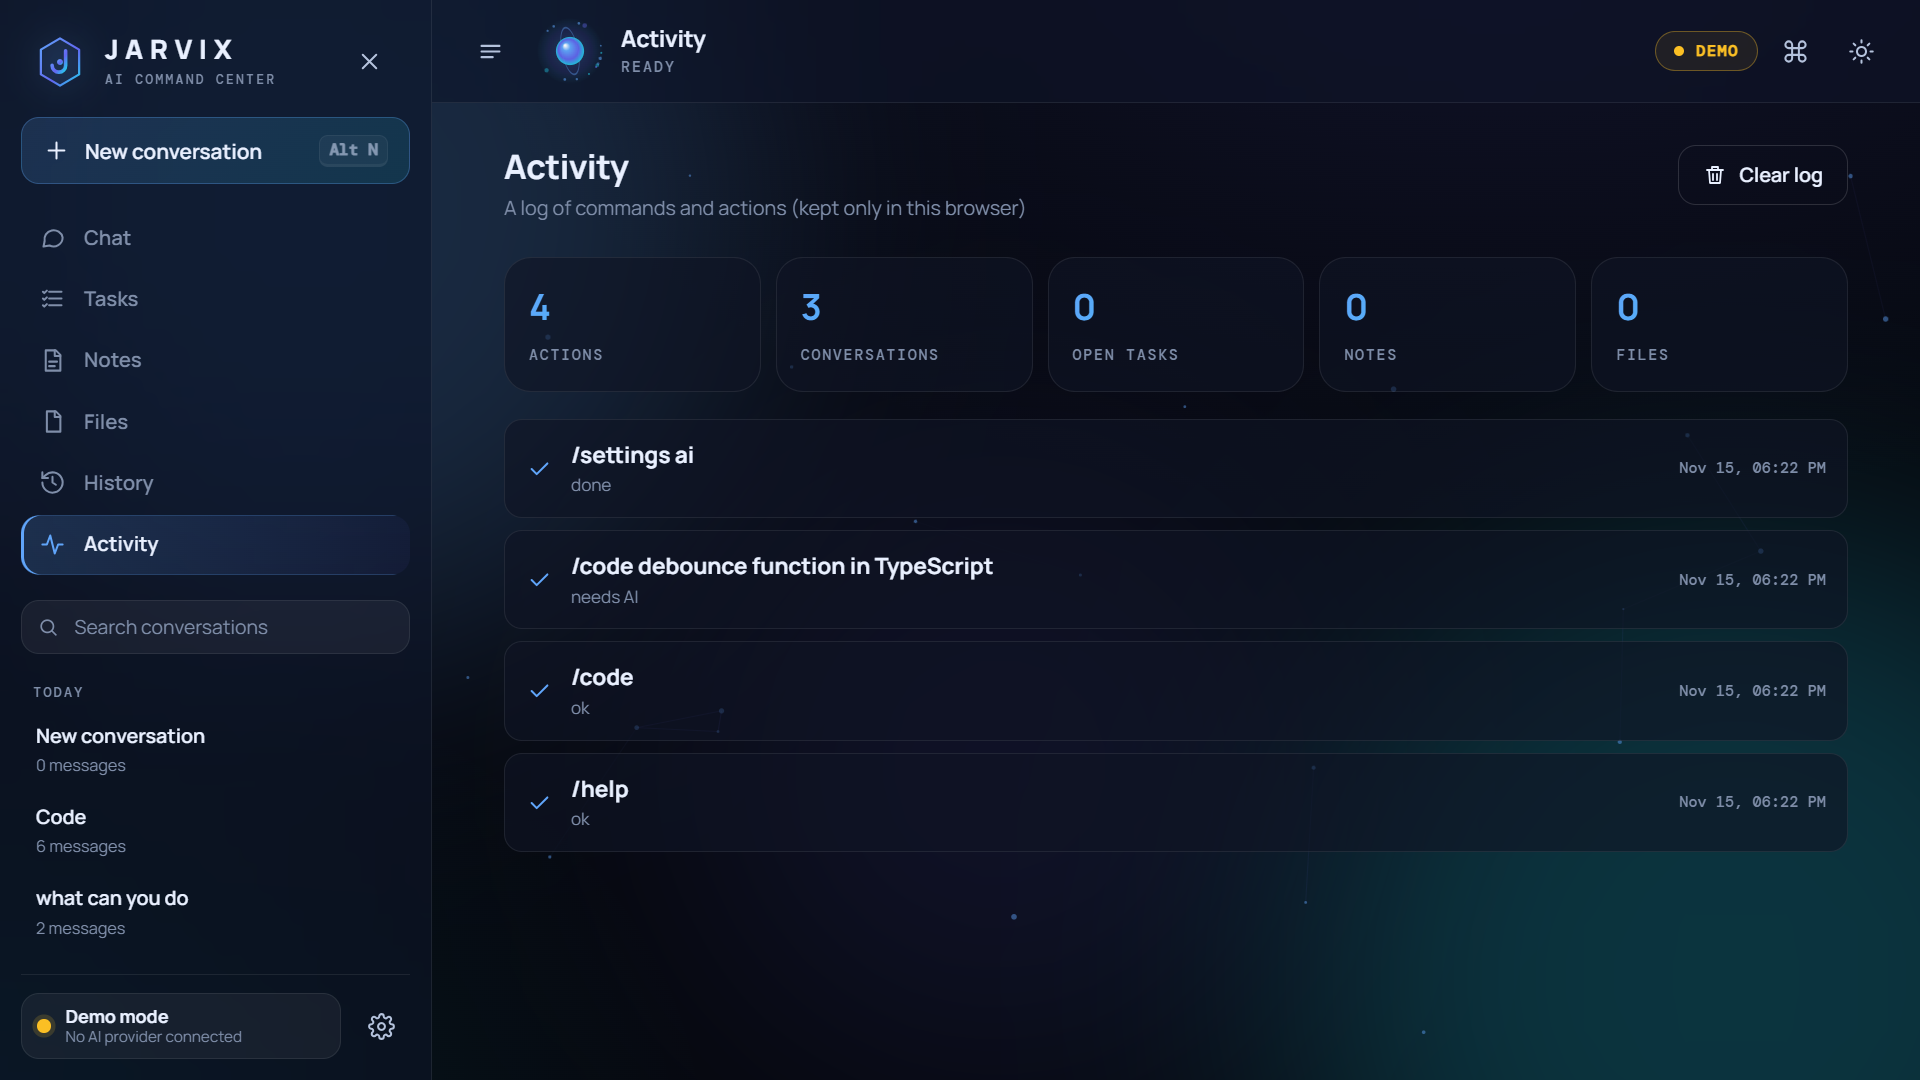 JARVIX
AI COMMAND CENTER
New conversation
Alt N
Chat
Tasks
Notes
Files
History
Activity
Search conversations
TODAY
New conversation
0 messages
Code
6 messages
what can you do
2 messages
Demo mode
No AI provider connected
Activity
READY
DEMO
Activity
A log of commands and actions (kept only in this browser)
Clear log
4
ACTIONS
3
CONVERSATIONS
0
OPEN TASKS
0
NOTES
0
FILES
/settings ai
done
Nov 15, 06:22 PM
/code debounce function in TypeScript
needs AI
Nov 15, 06:22 PM
/code
ok
Nov 15, 06:22 PM
/help
ok
Nov 15, 06:22 PM